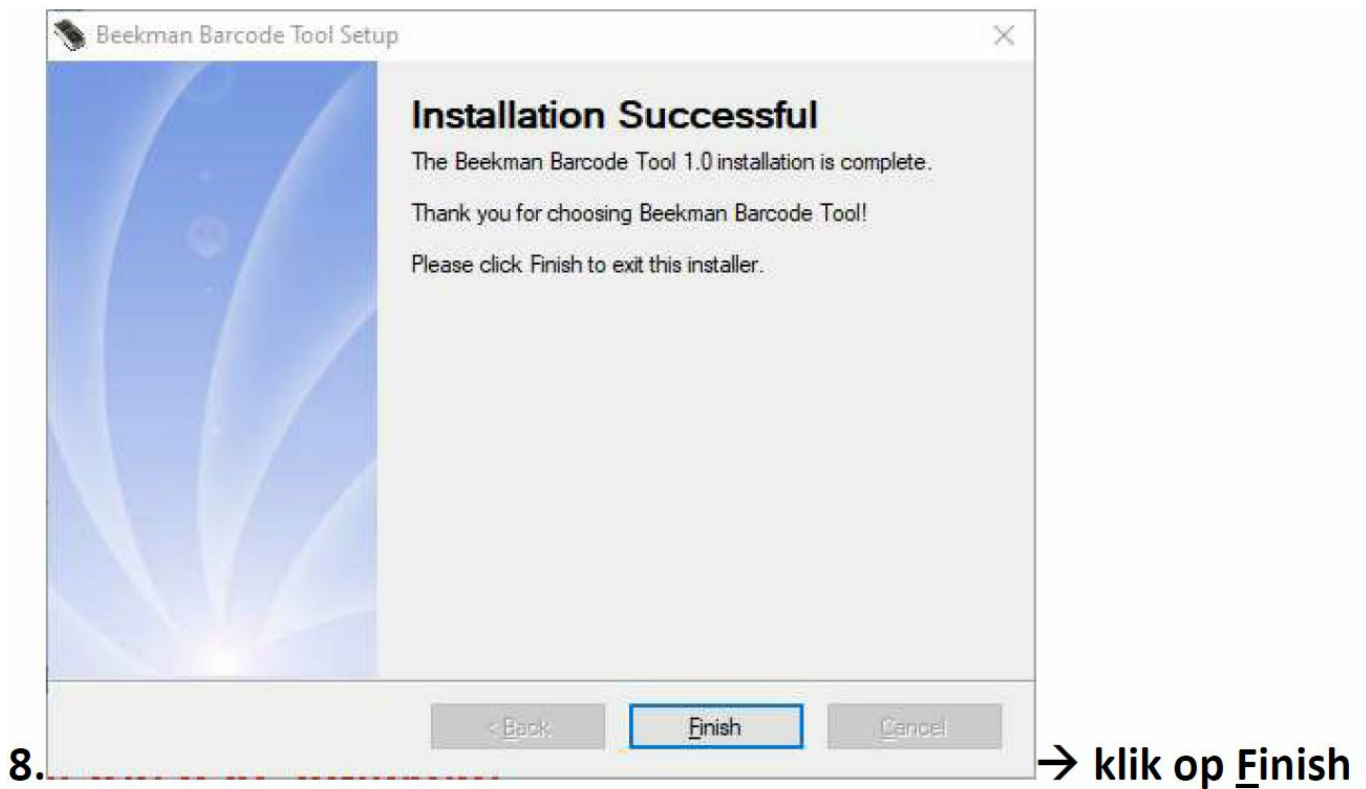 Beekman Barcode Tool Setup
Installation Successful
The Beekman Barcode Tool 1.0 installation is complete.
Thank you for choosing Beekman Barcode Tool!
Please click Finish to exit this installer.
< Back Finish Cancel
8. → klik op Finish